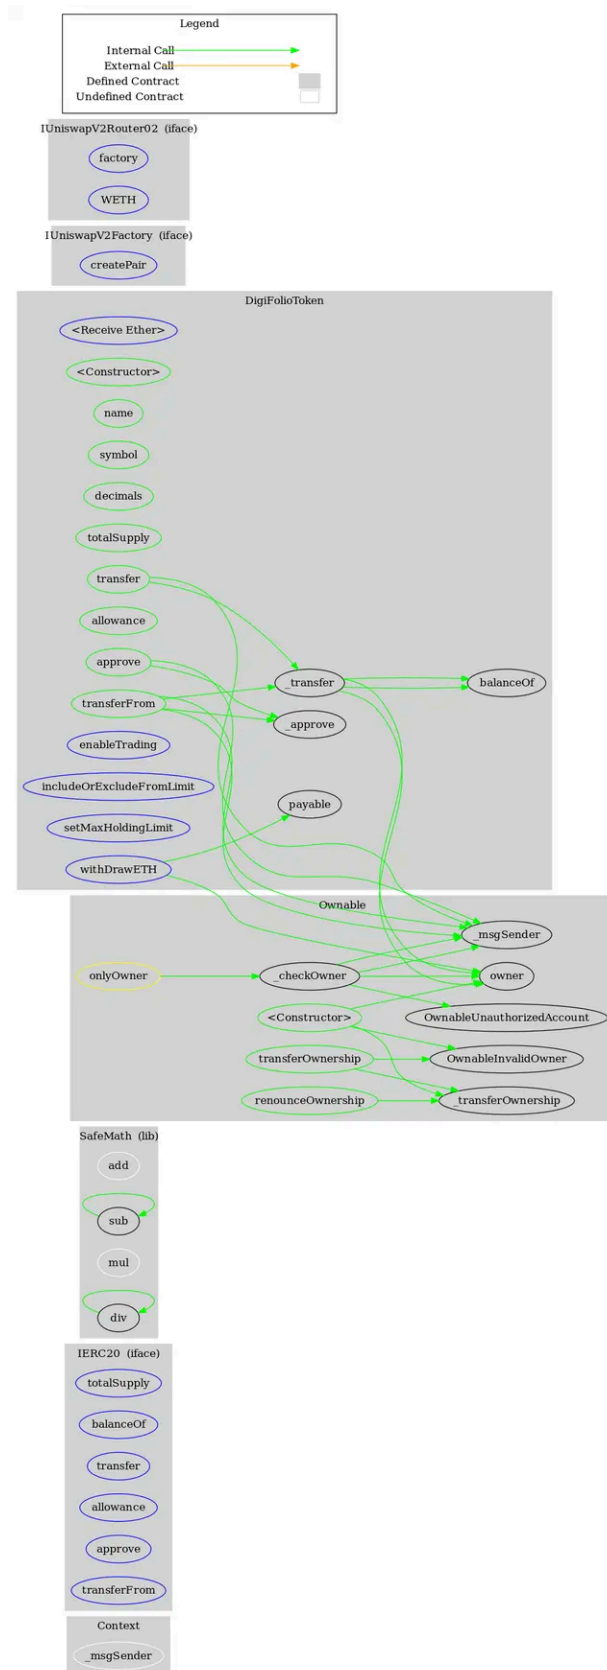 Legend
Internal Call
External Call
Defined Contract
Undefined Contract
IUniswapV2Router02 (iface)
factory
WETH
IUniswapV2Factory (iface)
createPair
DigiFolioToken
<Receive Ether>
<Constructor>
name
symbol
decimals
totalSupply
transfer
allowance
approve
_transfer
balanceOf
transferFrom
_approve
enableTrading
includeOrExcludeFromLimit
payable
setMaxHoldingLimit
withDrawETH
Ownable
_msgSender
onlyOwner
_checkOwner
owner
<Constructor>
OwnableUnauthorizedAccount
transferOwnership
OwnableInvalidOwner
renounceOwnership
_transferOwnership
SafeMath (lib)
add
sub
mul
div
IERC20 (iface)
totalSupply
balanceOf
transfer
allowance
approve
transferFrom
Context
_msgSender